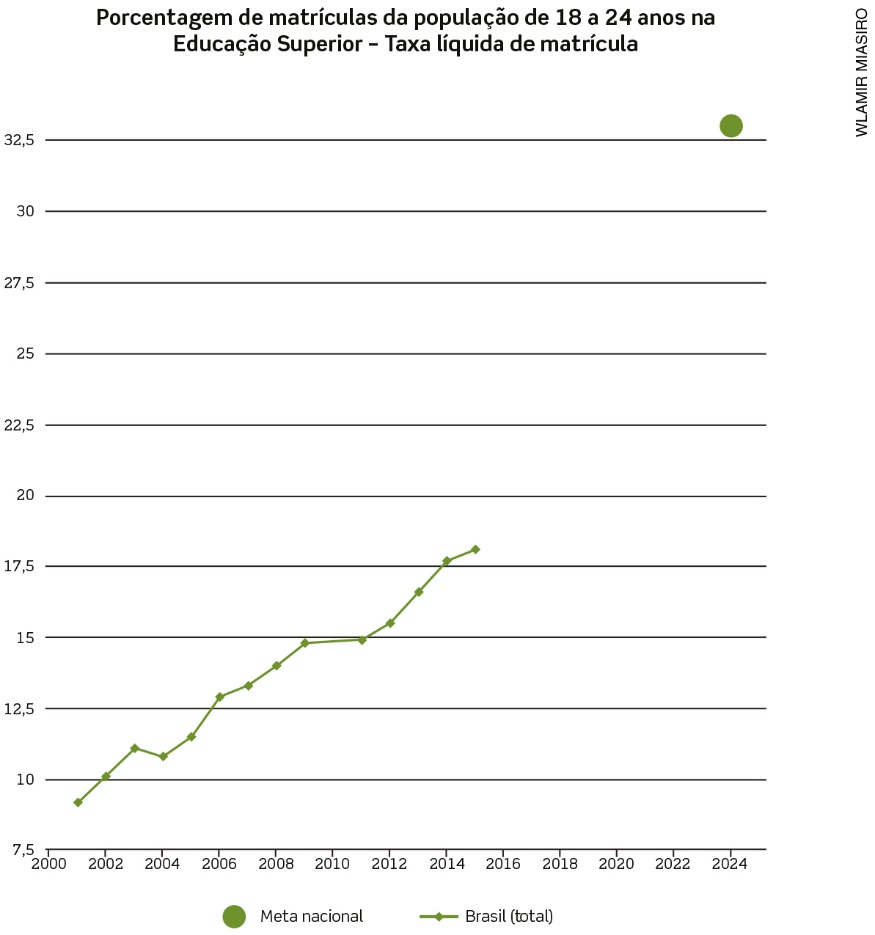 Porcentagem de matrículas da população de 18 a 24 anos na
Educação Superior – Taxa líquida de matrícula
WLAMIR MIASIRO
32,5
30
27,5
25
22,5
20
17,5
15
12,5
10
7,5
2000 2002 2004 2006 2008 2010 2012 2014 2016 2018 2020 2022 2024
Meta nacional Brasil (total)